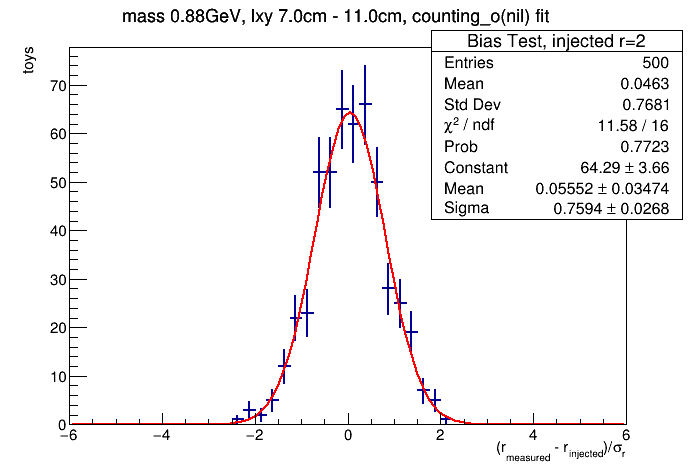 mass 0.88GeV, lxy 7.0cm - 11.0cm, counting_o(nil) fit
Bias Test, injected r=2
Entries 500
Mean 0.0463
Std Dev 0.7681
χ² / ndf 11.58 / 16
Prob 0.7723
Constant 64.29 ± 3.66
Mean 0.05552 ± 0.03474
Sigma 0.7594 ± 0.0268
toys
70
60
50
40
30
20
10
0
−6 −4 −2 0 2 4 6
(r_measured - r_injected)/σ_r